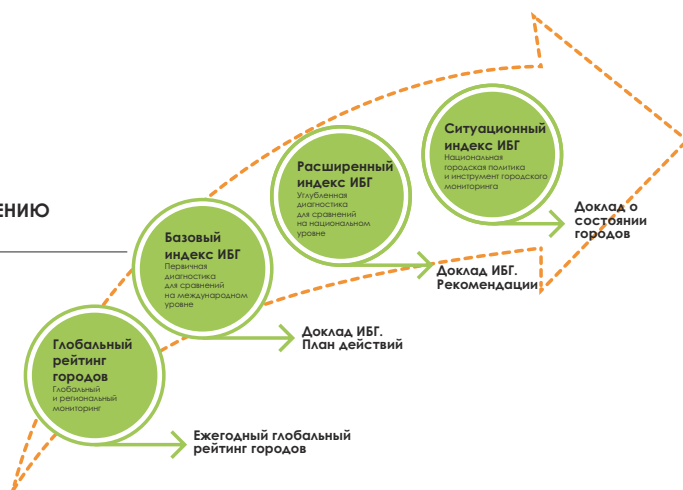 Ситуационный
индекс ИБГ
Национальная
городская политика
и инструмент городского
мониторинга
Доклад о
состоянии
городов
Расширенный
индекс ИБГ
Углубленная
диагностика
для сравнений
на национальном
уровне
Доклад ИБГ.
Рекомендации
ЕНИЮ
Базовый
индекс ИБГ
Первичная
диагностика
для сравнений
на международном
уровне
Доклад ИБГ.
План действий
Глобальный
рейтинг
городов
Глобальный
и региональный
мониторинг
Ежегодный глобальный
рейтинг городов